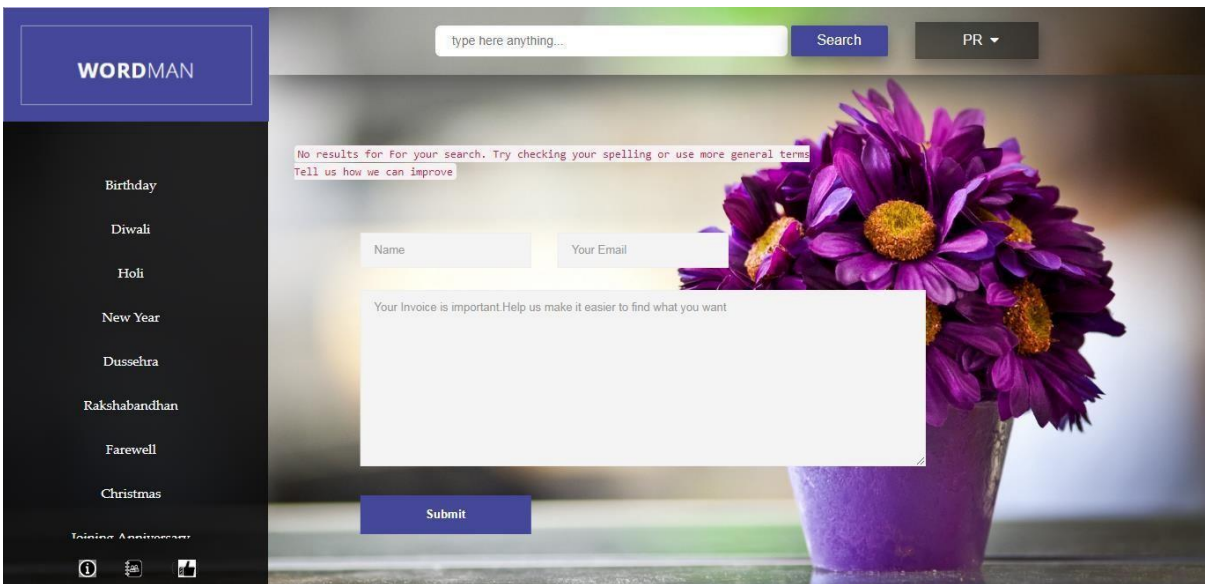 WORDMAN
type here anything...
Search
PR
No results for For your search. Try checking your spelling or use more general terms
Tell us how we can improve
Name
Your Email
Your Invoice is important.Help us make it easier to find what you want
Submit
Birthday
Diwali
Holi
New Year
Dussehra
Rakshabandhan
Farewell
Christmas
Joining Anniversary